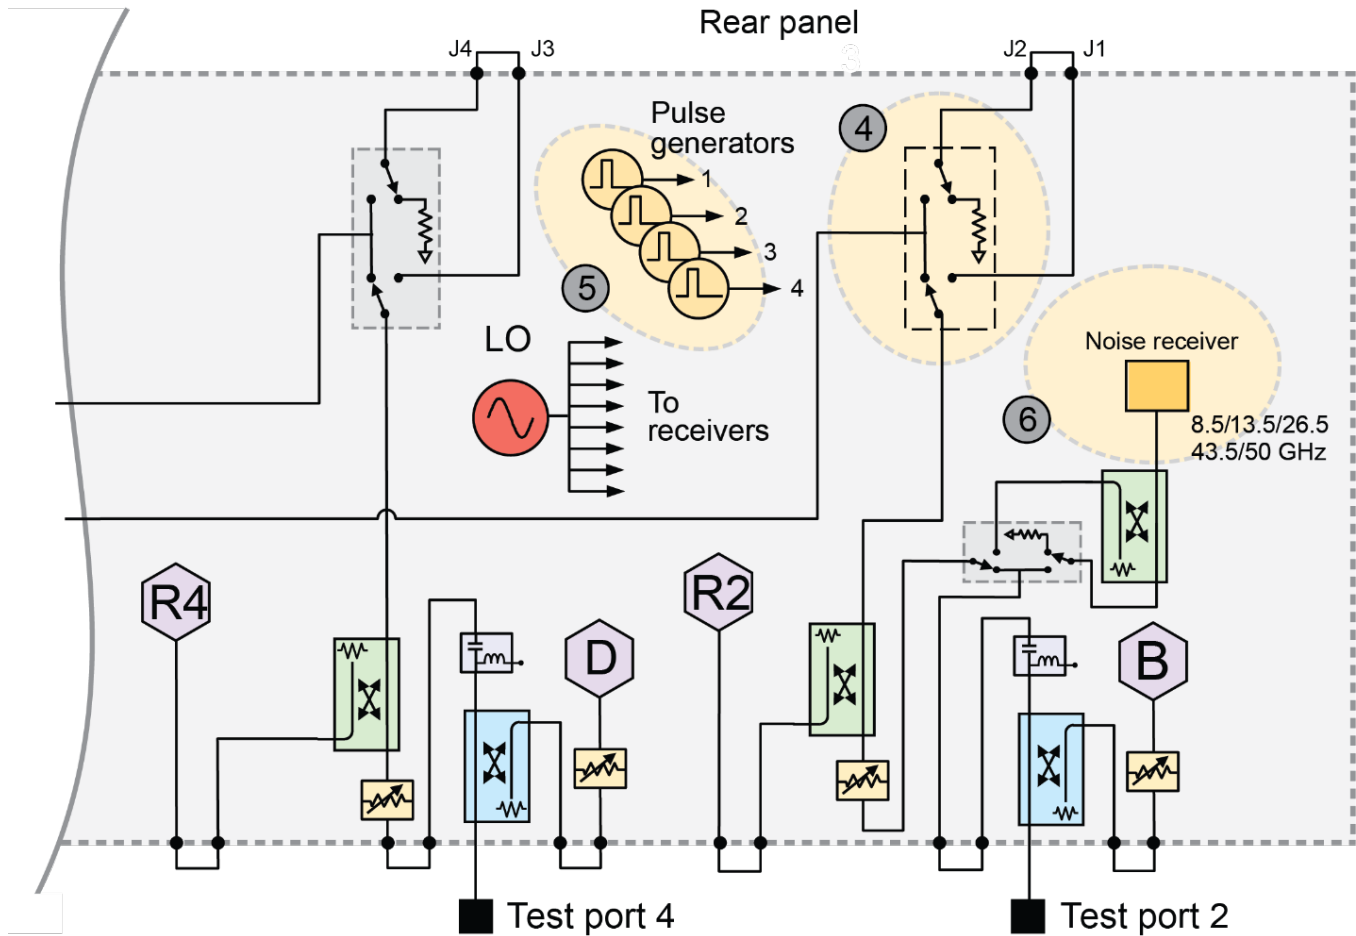 Rear panel
J4
J3
J2
J1
3
Pulse
generators
1
2
3
4
4
5
LO
To
receivers
Noise receiver
6
8.5/13.5/26.5
43.5/50 GHz
R4
D
R2
B
Test port 4
Test port 2